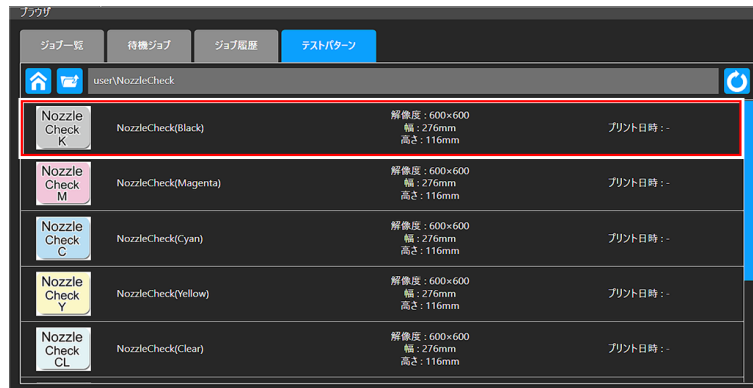 ブラウザ
ジョブ一覧 待機ジョブ ジョブ履歴 テストパターン
user\NozzleCheck
Nozzle
Check
K
NozzleCheck(Black)
解像度 : 600×600
幅 : 276mm
高さ : 116mm
プリント日時 : -
Nozzle
Check
M
NozzleCheck(Magenta)
解像度 : 600×600
幅 : 276mm
高さ : 116mm
プリント日時 : -
Nozzle
Check
C
NozzleCheck(Cyan)
解像度 : 600×600
幅 : 276mm
高さ : 116mm
プリント日時 : -
Nozzle
Check
Y
NozzleCheck(Yellow)
解像度 : 600×600
幅 : 276mm
高さ : 116mm
プリント日時 : -
Nozzle
Check
CL
NozzleCheck(Clear)
解像度 : 600×600
幅 : 276mm
高さ : 116mm
プリント日時 : -